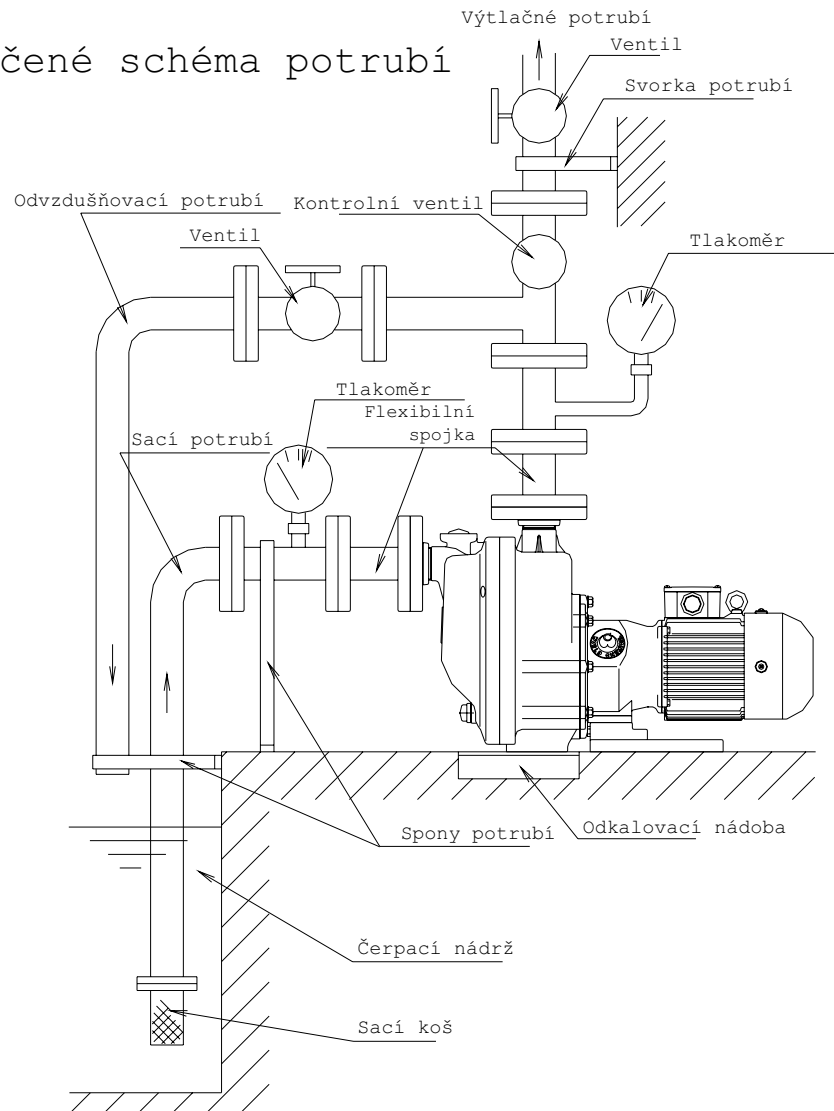 Výtlačné potrubí
čené schéma potrubí
Ventil
Svorka potrubí
Odvzdušňovací potrubí
Kontrolní ventil
Ventil
Tlakoměr
Tlakoměr
Flexibilní
spojka
Sací potrubí
Spony potrubí
Odkalovací nádoba
Čerpací nádrž
Sací koš